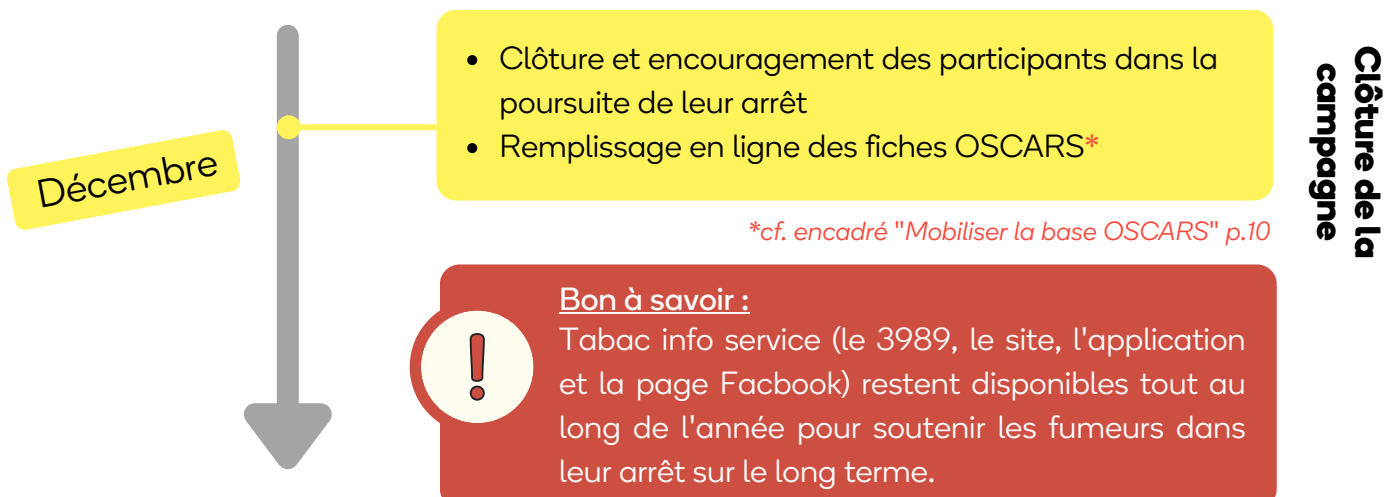 Décembre
• Clôture et encouragement des participants dans la
poursuite de leur arrêt
• Remplissage en ligne des fiches OSCARS*
*cf. encadré "Mobiliser la base OSCARS" p.10
Clôture de la
campagne
!
Bon à savoir :
Tabac info service (le 3989, le site, l'application
et la page Facbook) restent disponibles tout au
long de l'année pour soutenir les fumeurs dans
leur arrêt sur le long terme.